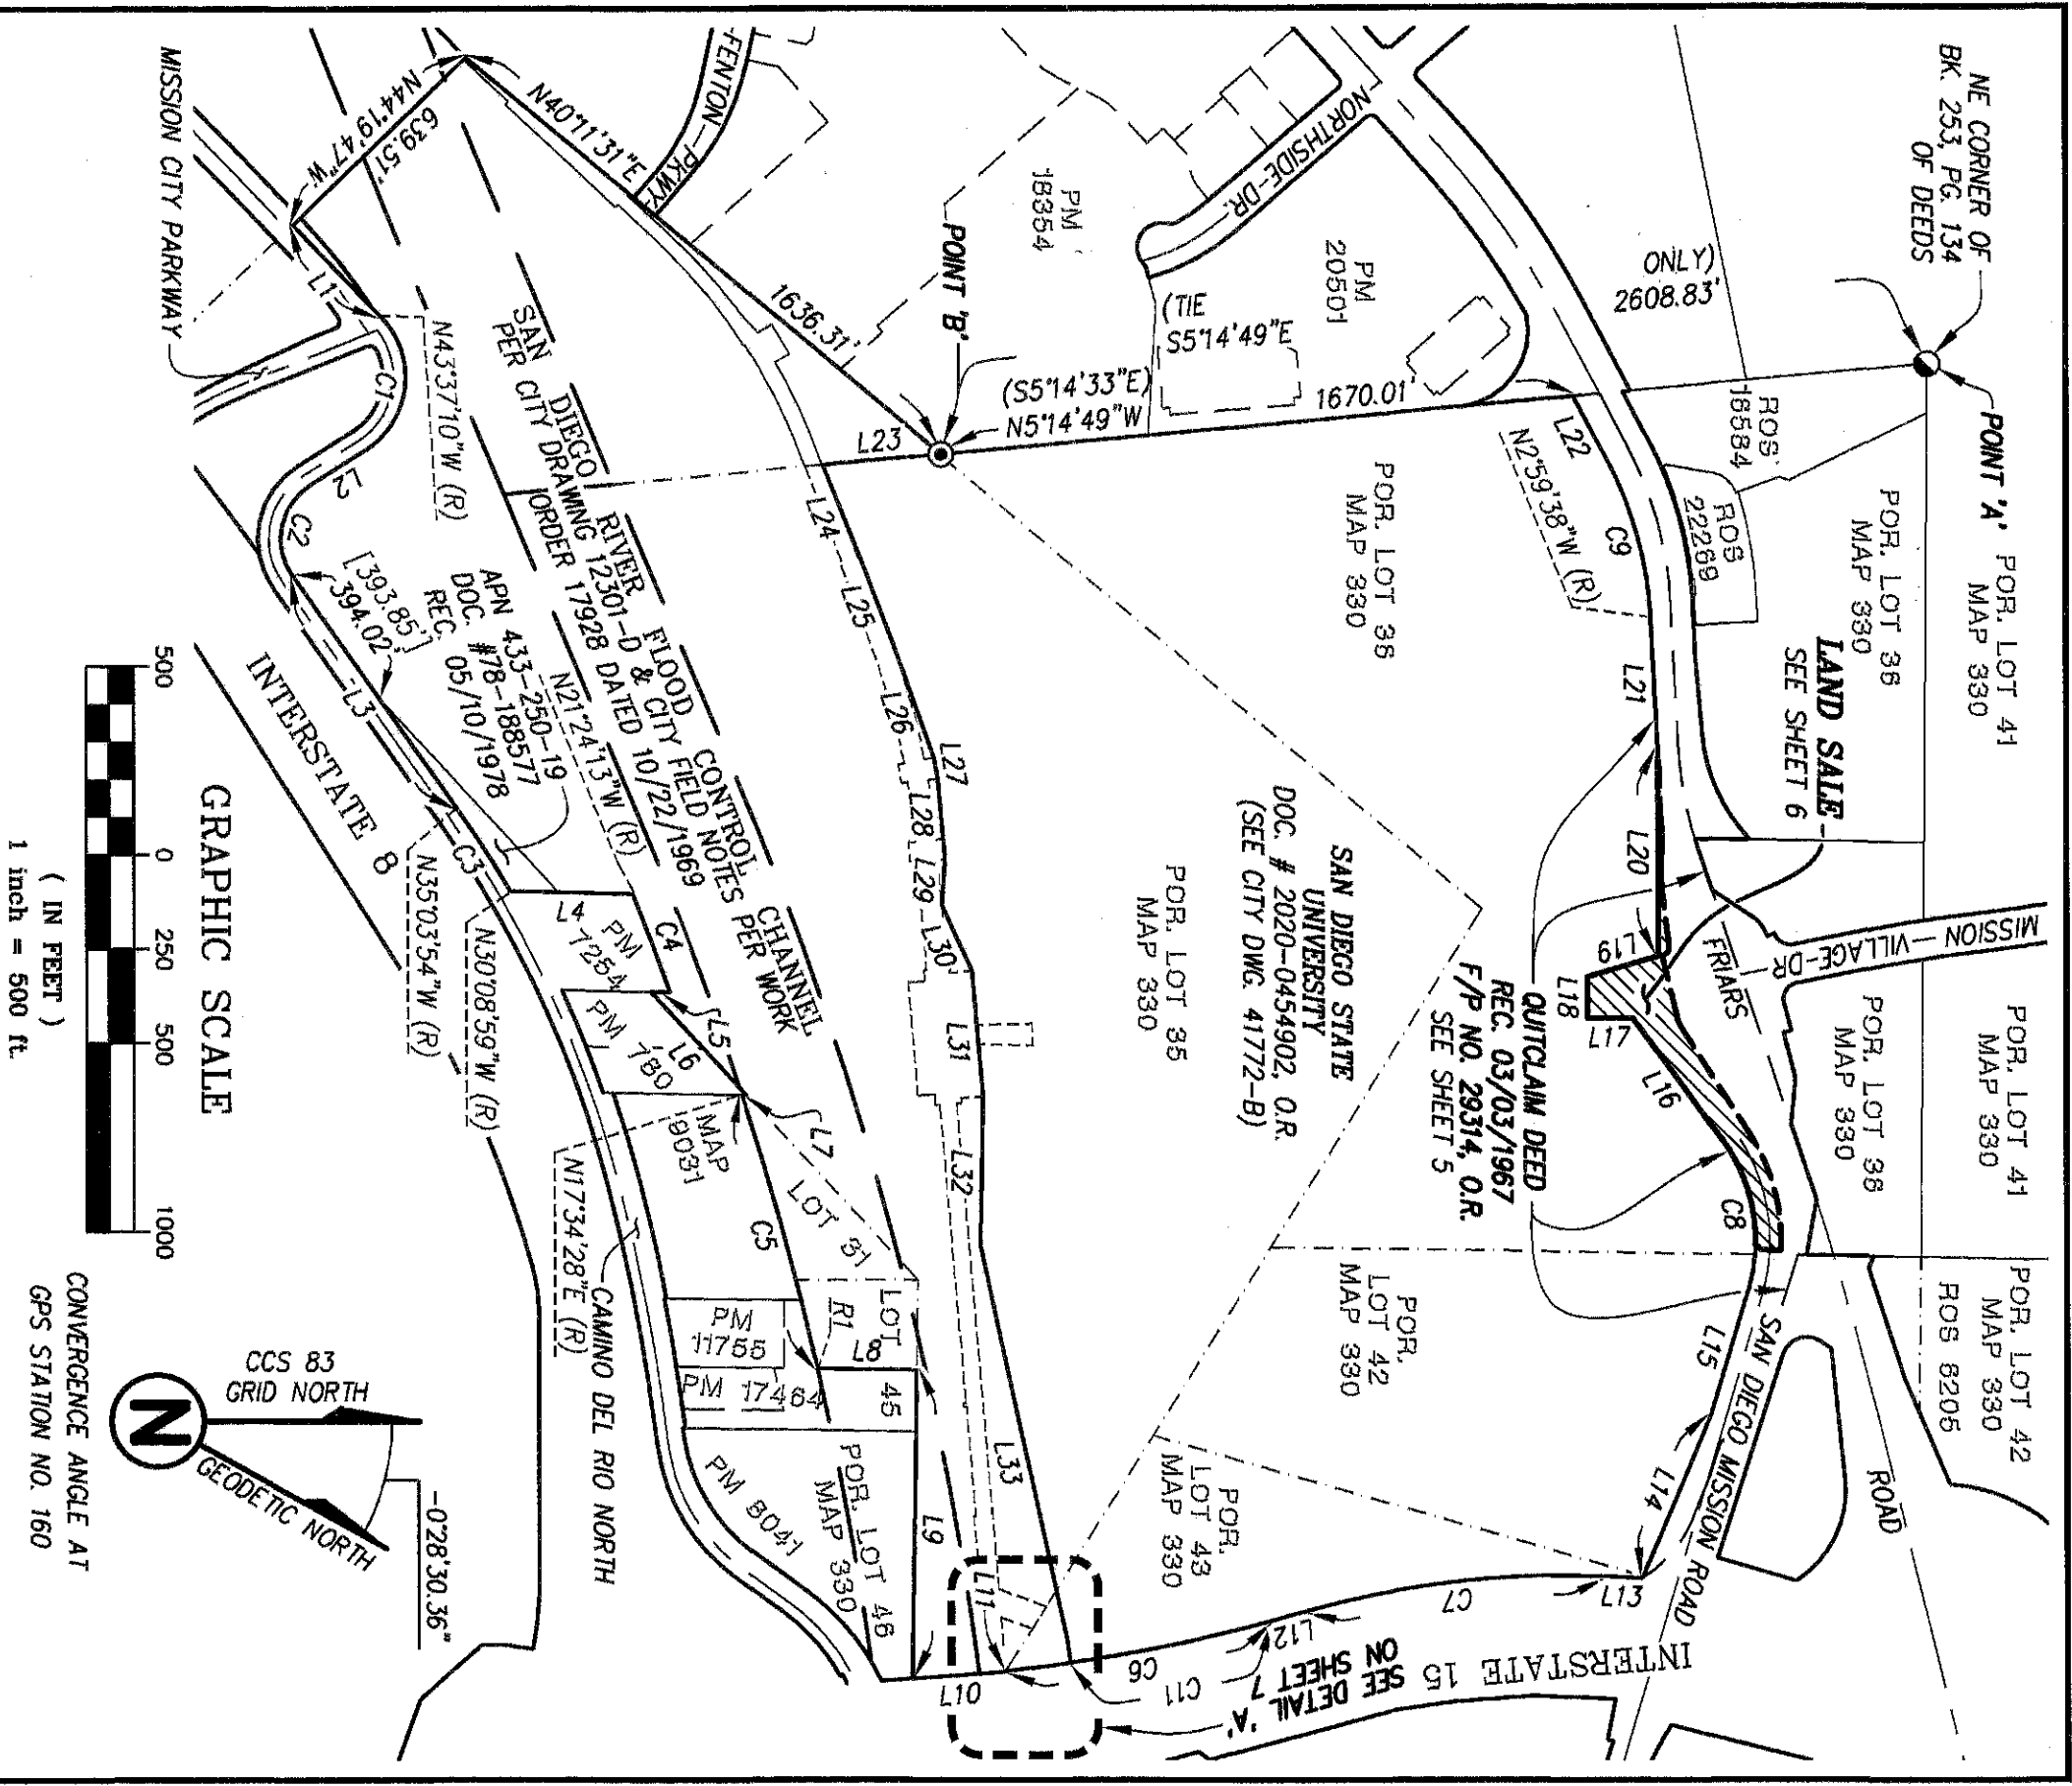 NE CORNER OF
BK. 253, PG. 134
OF DEEDS
POINT 'A'
POR. LOT 41
MAP 330
POR. LOT 36
MAP 330
ROS
18584
ROS
22269
ONLY)
2608.83'
LAND SALE
SEE SHEET 6
MISSION VILLAGE DR
FRIARS
ROAD
POR. LOT 41
MAP 330
POR. LOT 36
MAP 330
POR. LOT 42
MAP 330
ROS 8205
NORTHSIDE DR.
PM
20501
PM
18354
(TIE
S5°14'49"E
1670.01'
(S5°14'33"E)
N5°14'49"W
POINT 'B'
FENTON PKWY
N40°11'31"E
1636.31'
N44°19'47"W
639.51'
MISSION CITY PARKWAY
L22
N2°59'38"W (R)
C9
L21
L20
L19
L18
L17
L16
C8
L15
L14
L13
C7
L12
C6
C11
QUITCLAIM DEED
REC. 03/03/1967
F/P NO. 29314, O.R.
SEE SHEET 5
POR. LOT 36
MAP 330
SAN DIEGO STATE
UNIVERSITY
DOC. # 2020-0454902, O.R.
(SEE CITY DWG. 41772-B)
POR. LOT 35
MAP 330
POR.
LOT 42
MAP 330
POR.
LOT 43
MAP 330
SAN DIEGO MISSION ROAD
INTERSTATE 15
SEE DETAIL 'A'
ON SHEET 7
L23
L24
L25
L26
L27
L28
L29
L30
L31
L32
L33
SAN DIEGO RIVER FLOOD CONTROL CHANNEL
PER CITY DRAWING 12301-D & CITY FIELD NOTES PER WORK
ORDER 17928 DATED 10/22/1969
L1
N43°37'10"W (R)
C1
L2
C2
[393.85']
394.02'
L3
APN 433-250-19
DOC. #78-188577
REC. 05/10/1978
N21°24'13"W (R)
INTERSTATE 8
C3
N35°03'54"W (R)
N30°08'59"W (R)
L4
PM
1254
C4
PM
780
L5
L6
L7
MAP
9031
LOT 31
C5
N17°34'28"E (R)
CAMINO DEL RIO NORTH
PM
11755
R1
LOT
45
L8
PM 17464
L9
L10
L11
PM 8041
POR. LOT 46
MAP 330
500
0
250
500
1000
GRAPHIC SCALE
( IN FEET )
1 inch = 500 ft.
N
CCS 83
GRID NORTH
GEODETIC NORTH
-0°28'30.36"
CONVERGENCE ANGLE AT
GPS STATION NO. 160